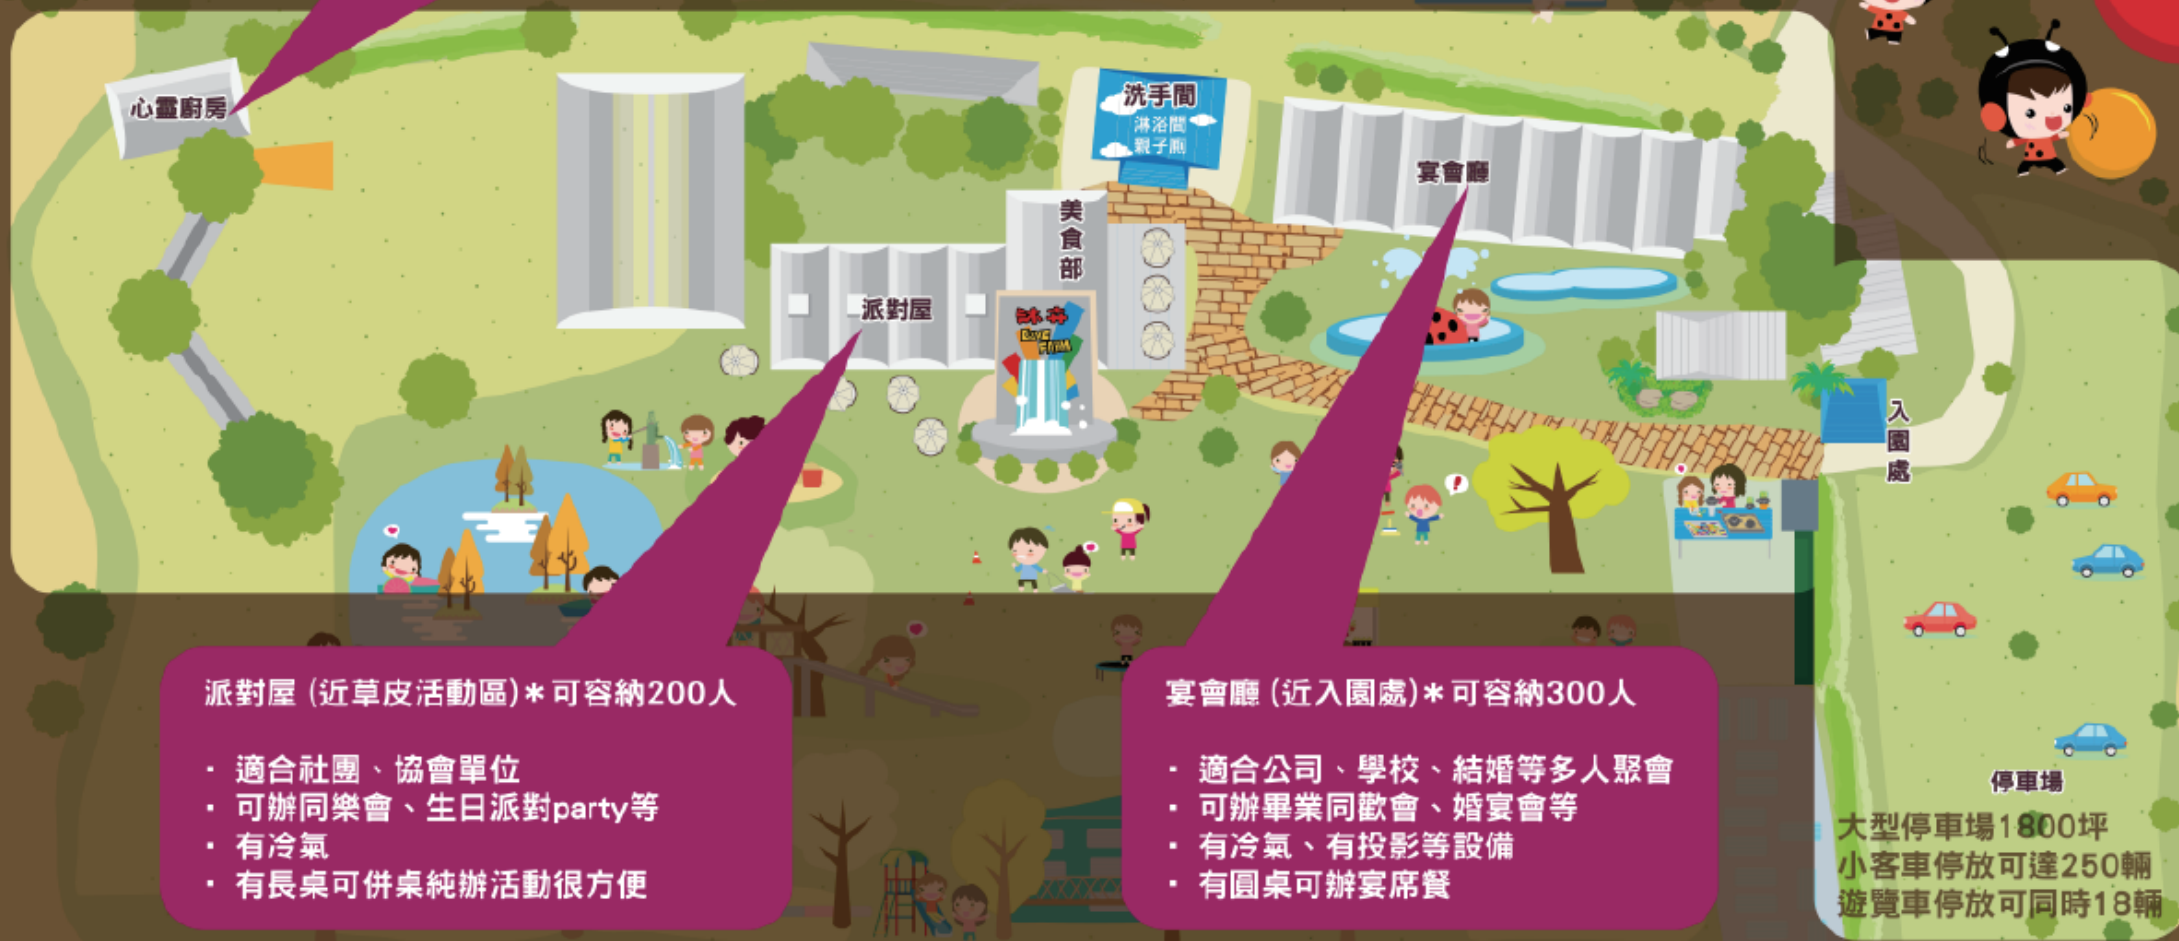 心靈廚房
洗手間
淋浴間
親子廁
宴會廳
美食部
派對屋
入園處
派對屋 (近草皮活動區)*可容納200人
· 適合社團、協會單位
· 可辦同樂會、生日派對party等
· 有冷氣
· 有長桌可併桌純辦活動很方便
宴會廳 (近入園處)*可容納300人
· 適合公司、學校、結婚等多人聚會
· 可辦畢業同歡會、婚宴會等
· 有冷氣、有投影等設備
· 有圓桌可辦宴席餐
停車場
大型停車場1800坪
小客車停放可達250輛
遊覽車停放可同時18輛